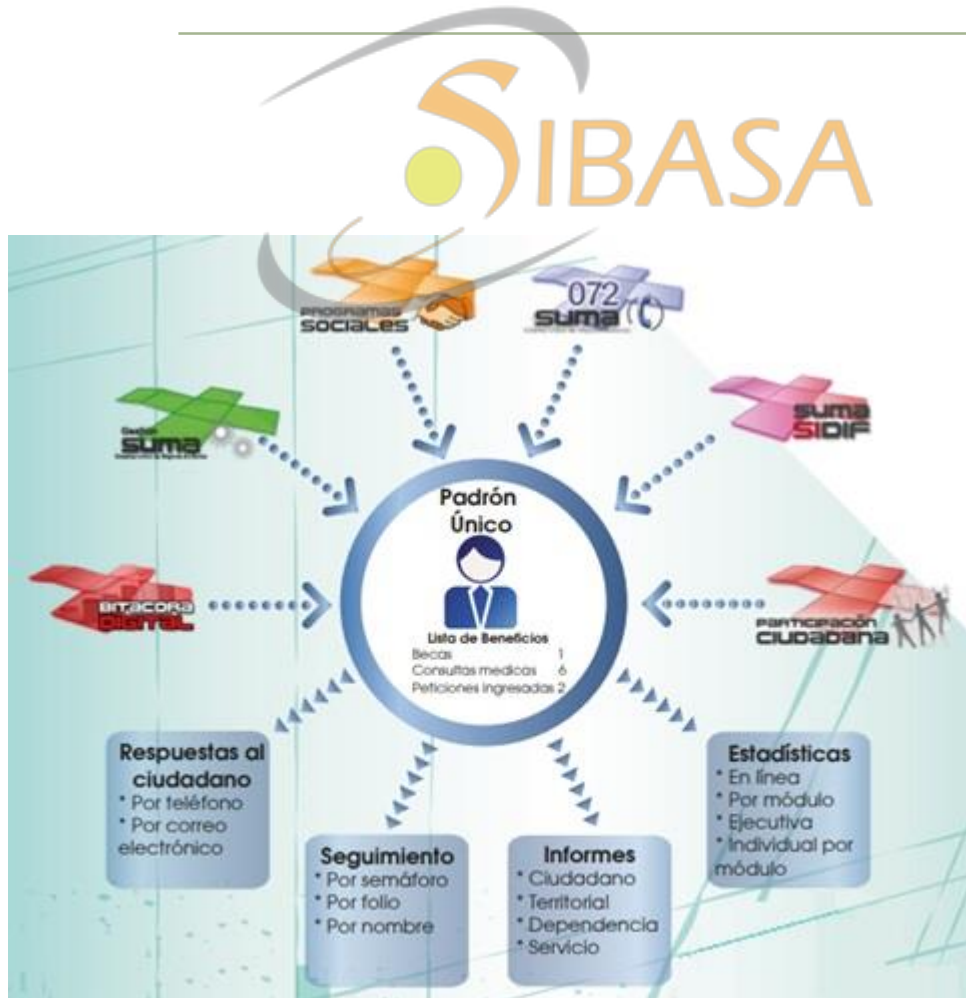 SIBASA
PROGRAMAS
SOCIALES
072
SUMA
SUMA
SUMA
SIDIF
Padrón
Único
BITACORA
DIGITAL
PARTICIPACIÓN
CIUDADANA
Lista de Beneficios
Becas 1
Consultas medicas 6
Peticiones ingresadas 2
Respuestas al
ciudadano
* Por teléfono
* Por correo
electrónico
Seguimiento
* Por semáforo
* Por folio
* Por nombre
Informes
* Ciudadano
* Territorial
* Dependencia
* Servicio
Estadísticas
* En línea
* Por módulo
* Ejecutiva
* Individual por
módulo